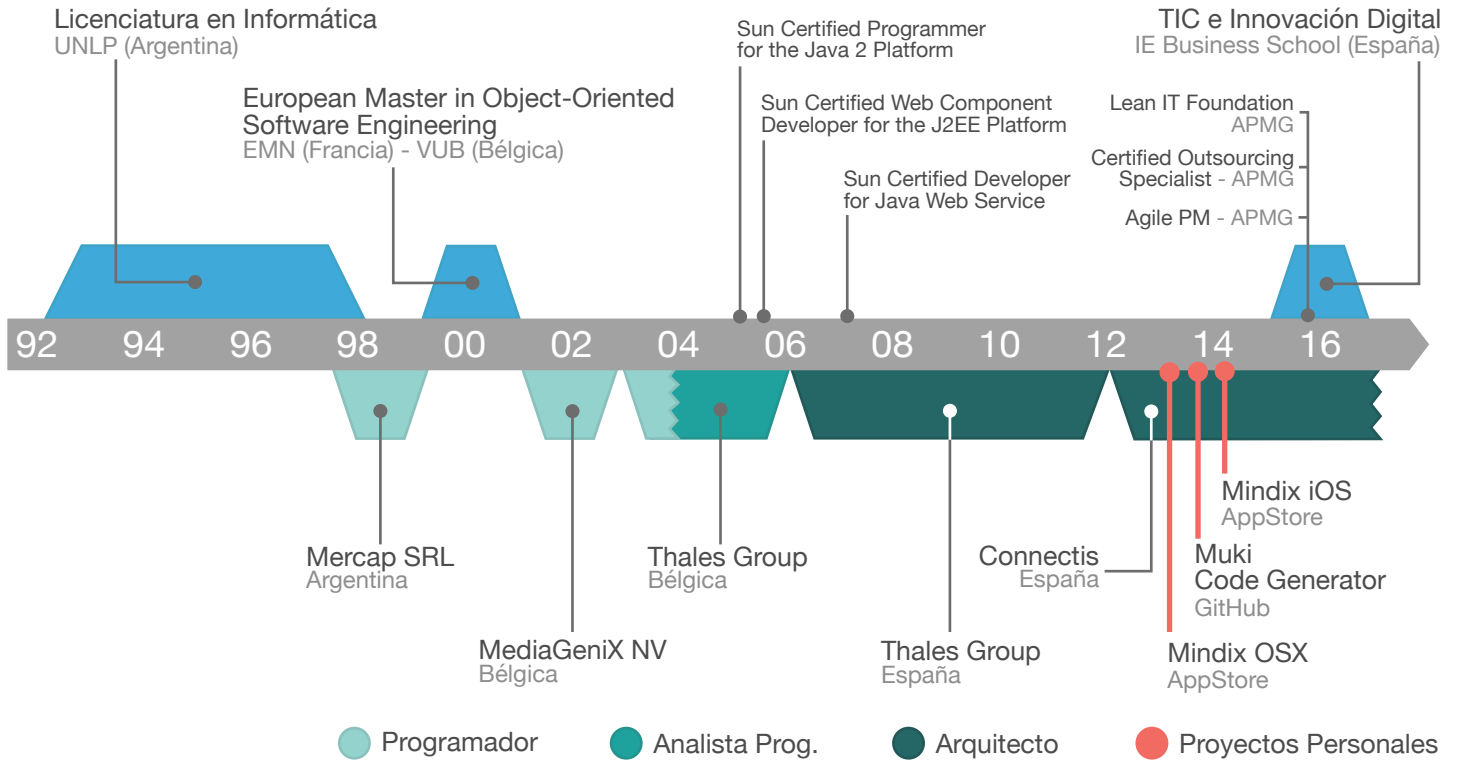 Licenciatura en Informática
UNLP (Argentina)
European Master in Object-Oriented
Software Engineering
EMN (Francia) - VUB (Bélgica)
Sun Certified Programmer
for the Java 2 Platform
Sun Certified Web Component
Developer for the J2EE Platform
Sun Certified Developer
for Java Web Service
TIC e Innovación Digital
IE Business School (España)
Lean IT Foundation
APMG
Certified Outsourcing
Specialist - APMG
Agile PM - APMG
92 94 96 98 00 02 04 06 08 10 12 14 16
Mercap SRL
Argentina
MediaGeniX NV
Bélgica
Thales Group
Bélgica
Thales Group
España
Connectis
España
Mindix iOS
AppStore
Muki
Code Generator
GitHub
Mindix OSX
AppStore
Programador
Analista Prog.
Arquitecto
Proyectos Personales